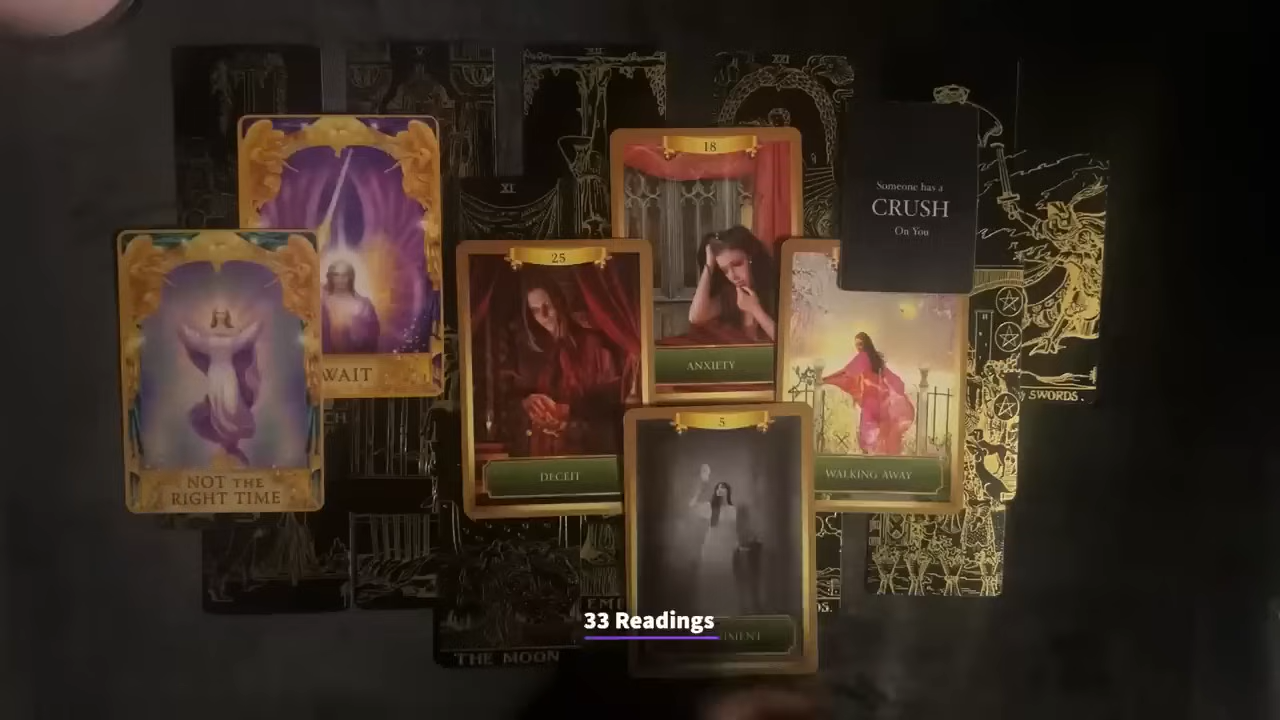 XI
18
Someone has a
CRUSH
On You
25
ANXIETY
WAIT
SWORDS.
5
DECEIT
WALKING AWAY
NOT THE
RIGHT TIME
33 Readings
THE MOON